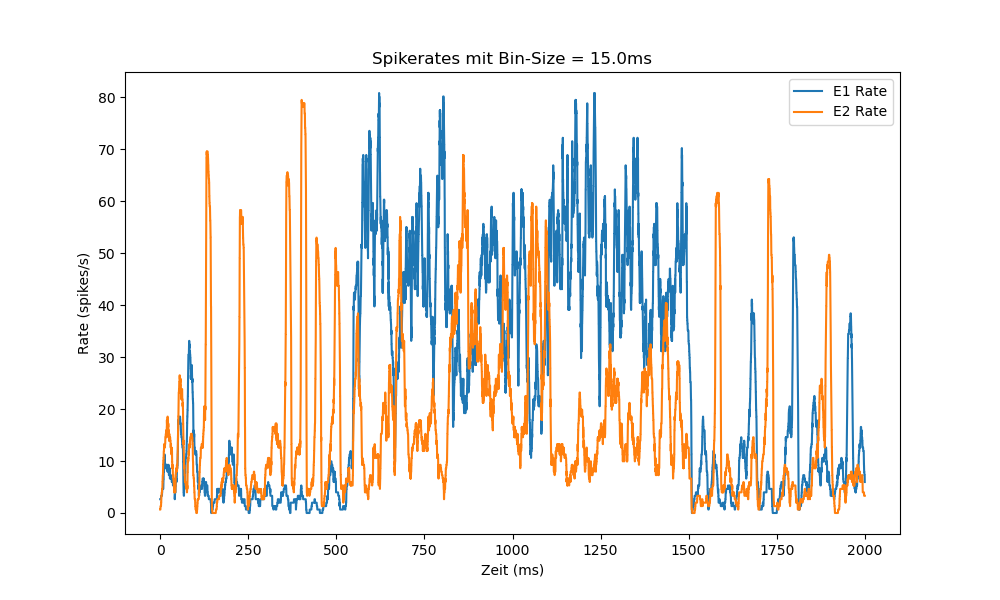 Spikerates mit Bin-Size = 15.0ms
E1 Rate
E2 Rate
Rate (spikes/s)
80
70
60
50
40
30
20
10
0
0 250 500 750 1000 1250 1500 1750 2000
Zeit (ms)